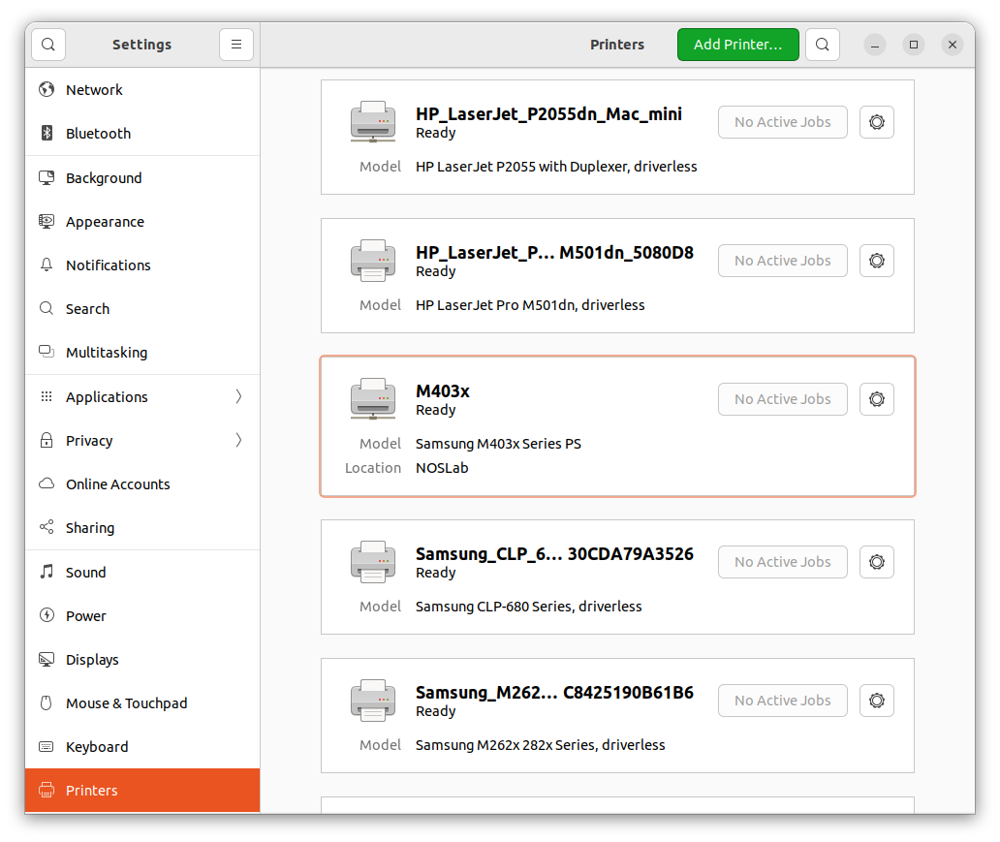 Settings
Printers
Add Printer...
Network
Bluetooth
Background
Appearance
Notifications
Search
Multitasking
Applications
Privacy
Online Accounts
Sharing
Sound
Power
Displays
Mouse & Touchpad
Keyboard
Printers
HP_LaserJet_P2055dn_Mac_mini
Ready
No Active Jobs
Model HP LaserJet P2055 with Duplexer, driverless
HP_LaserJet_P... M501dn_5080D8
Ready
No Active Jobs
Model HP LaserJet Pro M501dn, driverless
M403x
Ready
No Active Jobs
Model Samsung M403x Series PS
Location NOSLab
Samsung_CLP_6... 30CDA79A3526
Ready
No Active Jobs
Model Samsung CLP-680 Series, driverless
Samsung_M262... C8425190B61B6
Ready
No Active Jobs
Model Samsung M262x 282x Series, driverless